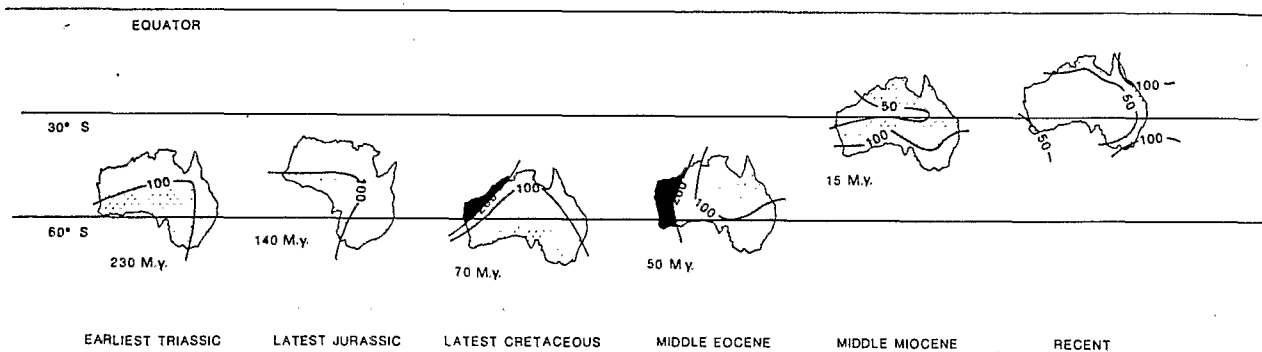 EQUATOR
30° S
60° S
100
100
230 M.y.
100
140 M.y.
200
100
70 M.y.
200
100
50 M.y.
50
100
15 M.y.
100
50
50
100
EARLIEST TRIASSIC
LATEST JURASSIC
LATEST CRETACEOUS
MIDDLE EOCENE
MIDDLE MIOCENE
RECENT